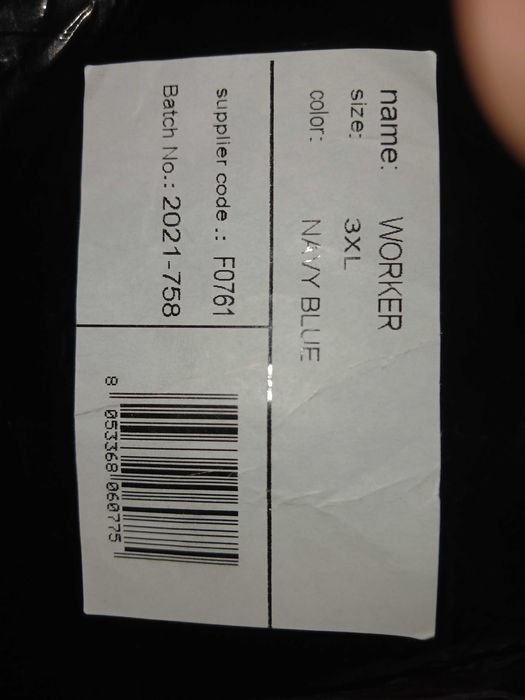 name: WORKER
size: 3XL
color: NAVY BLUE
supplier code .: F0761
Batch No.: 2021-758
8 053368 060775